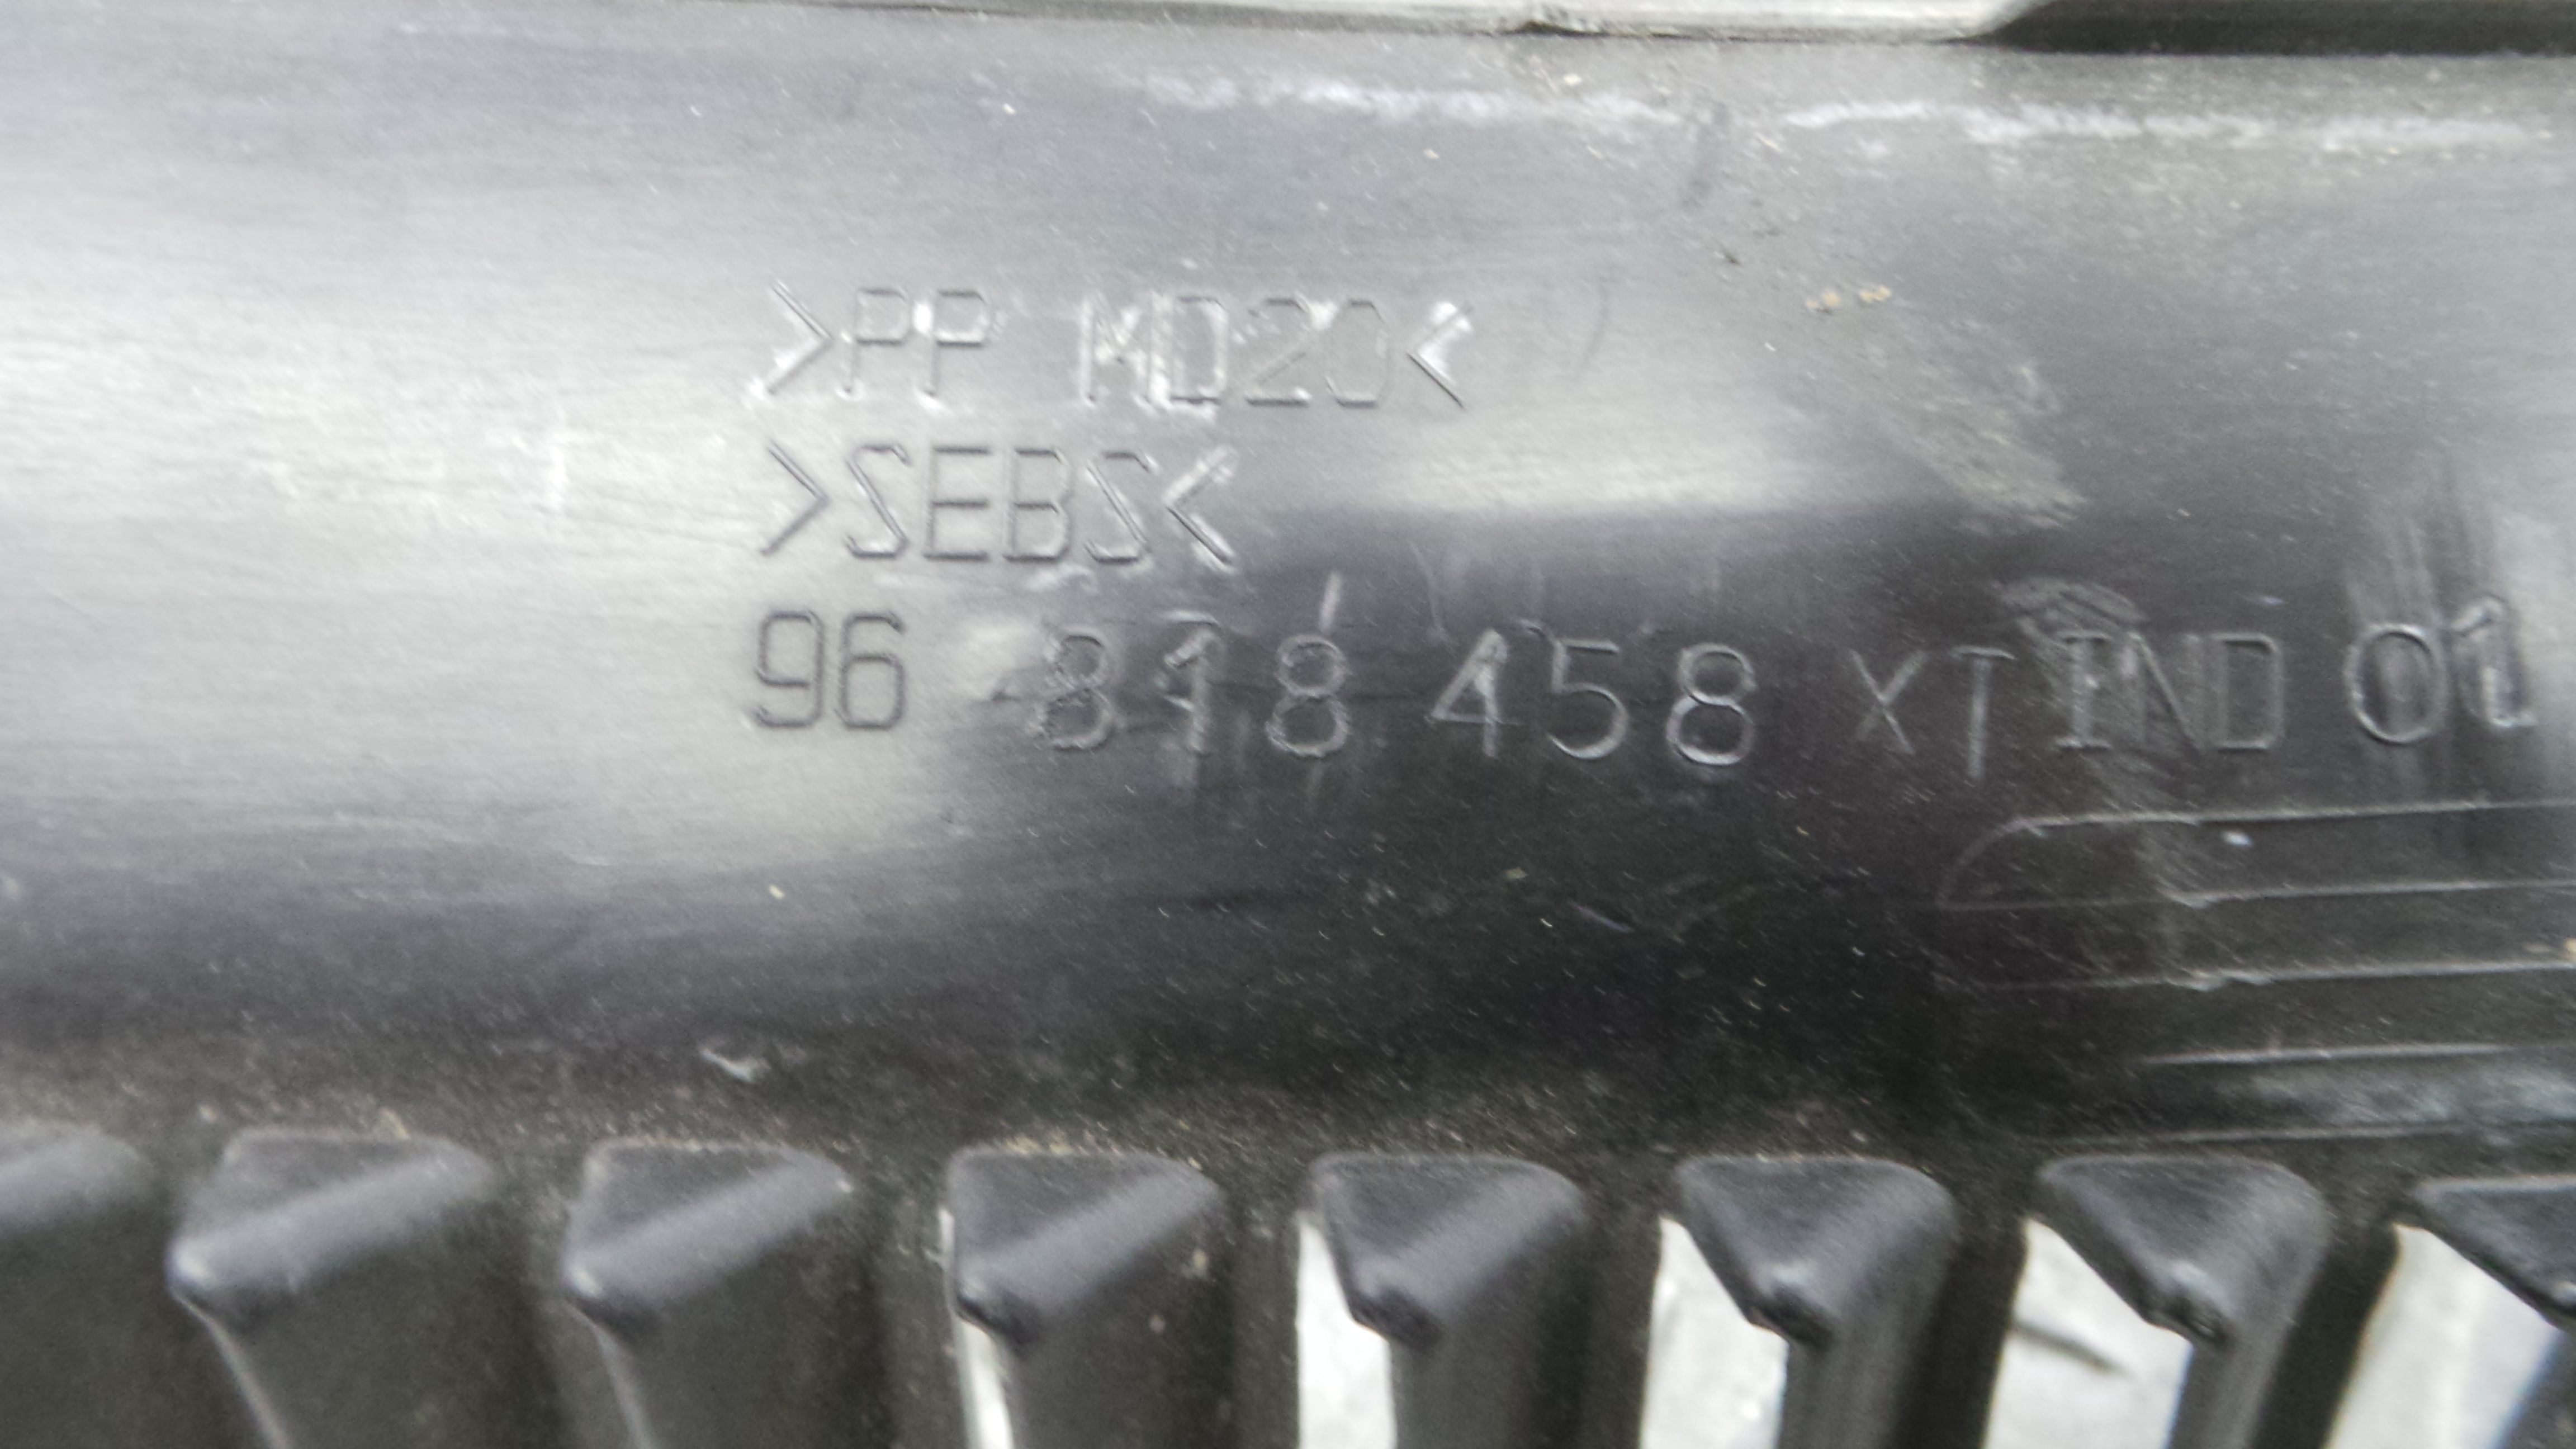 >PP MD20<
>SEBS<
96 818 458 XT IND 01